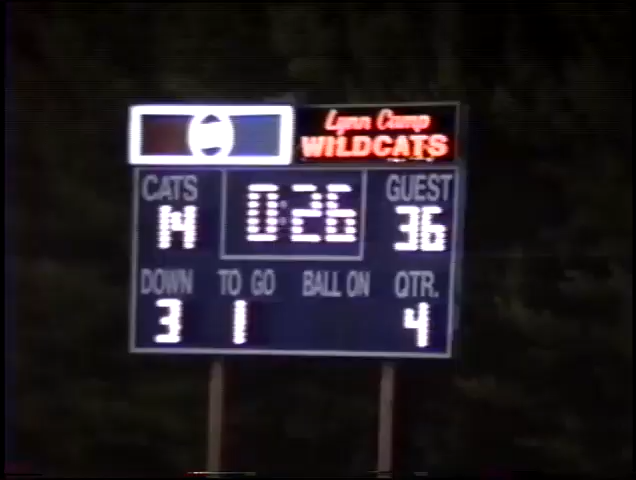 Lynn Camp
WILDCATS
CATS 0:26 GUEST
14 36
DOWN TO GO BALL ON QTR.
3 1 4